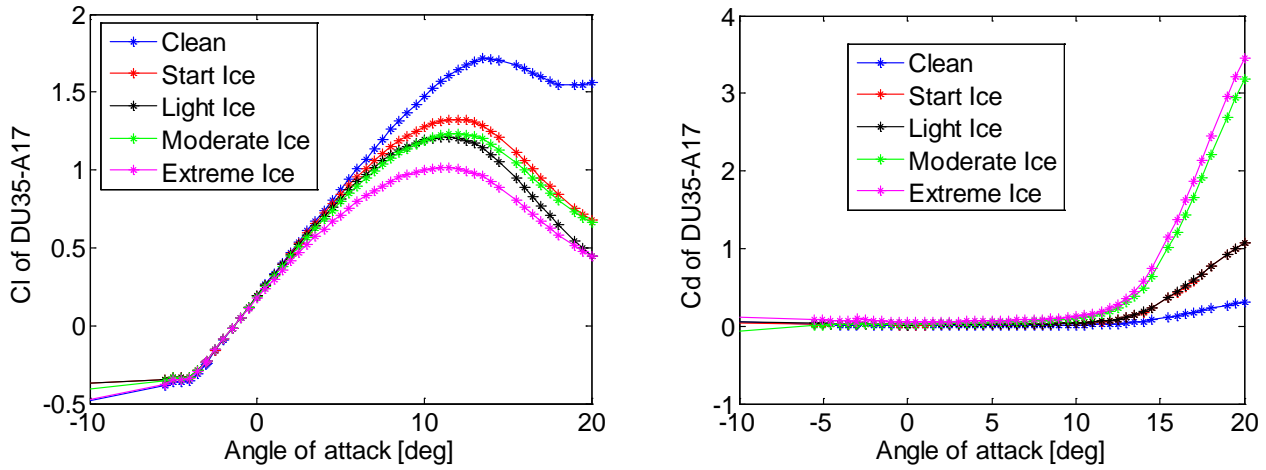 2
1.5
1
0.5
0
-0.5
-10
0
10
20
Cl of DU35-A17
Angle of attack [deg]
Clean
Start Ice
Light Ice
Moderate Ice
Extreme Ice
4
3
2
1
0
-1
-10
-5
0
5
10
15
20
Cd of DU35-A17
Angle of attack [deg]
Clean
Start Ice
Light Ice
Moderate Ice
Extreme Ice